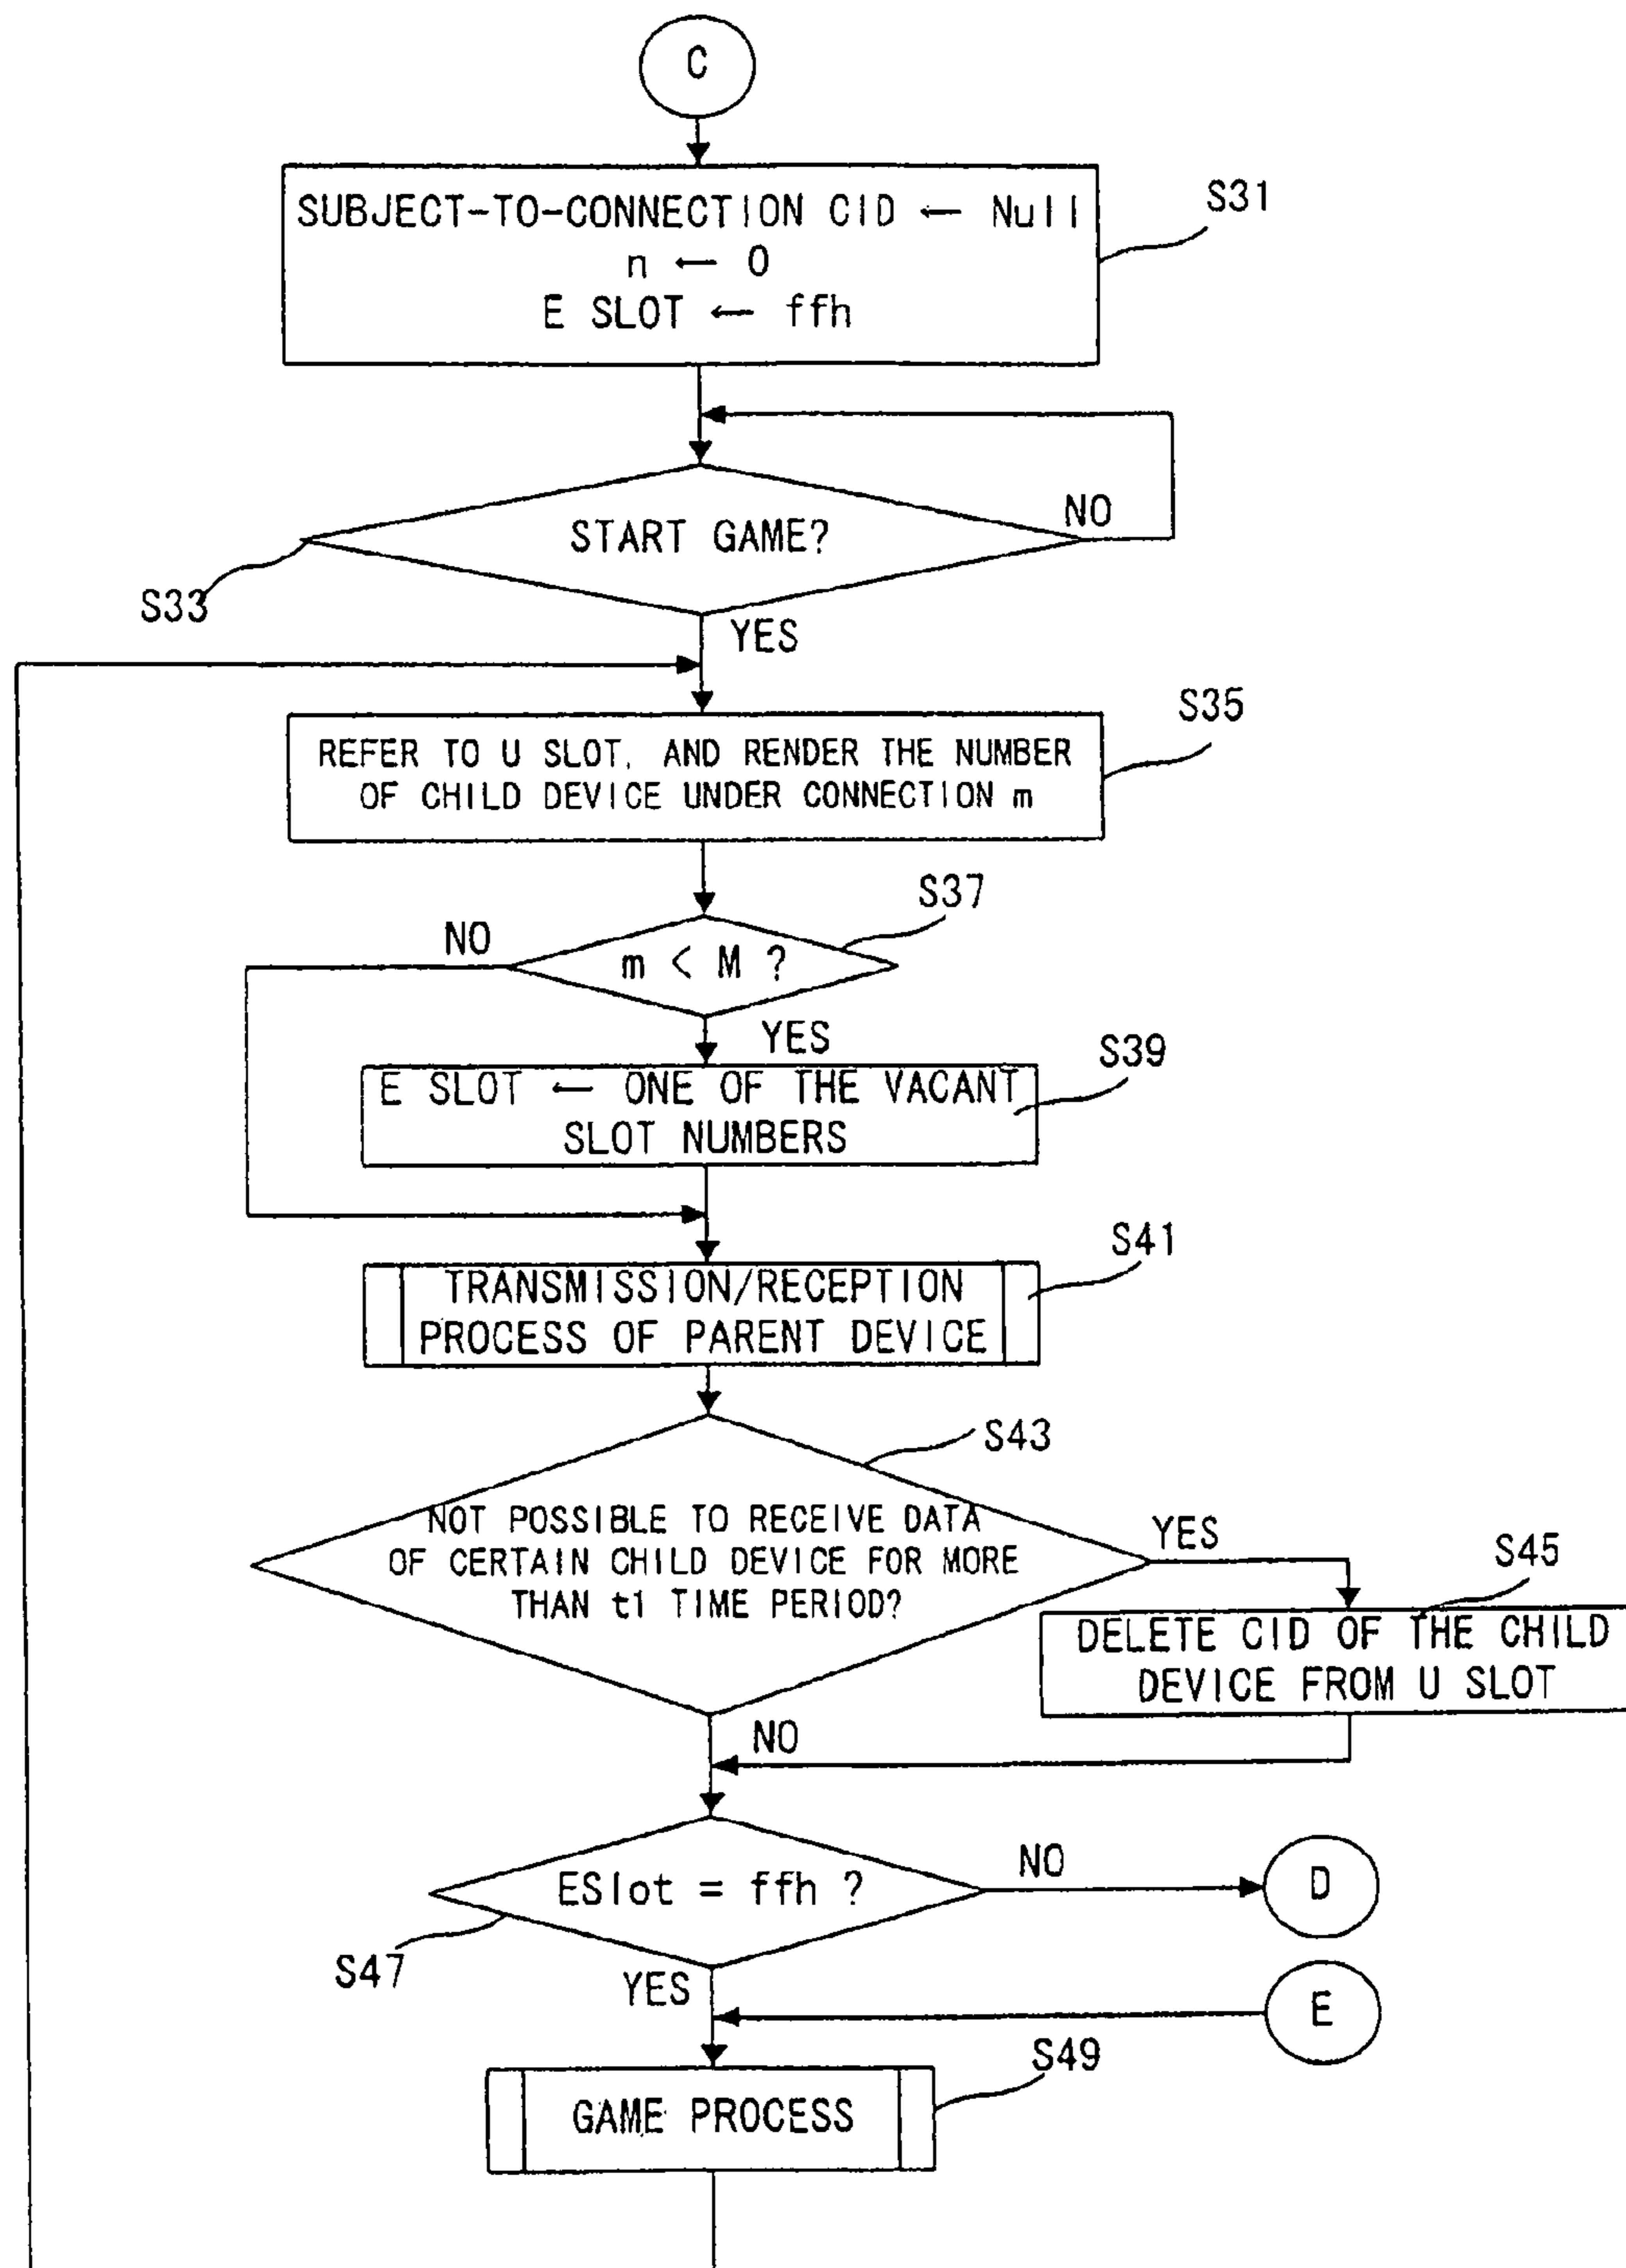 C
SUBJECT-TO-CONNECTION CID ← Null
n ← 0
E SLOT ← ffh
S31
START GAME?
NO
S33
YES
S35
REFER TO U SLOT, AND RENDER THE NUMBER
OF CHILD DEVICE UNDER CONNECTION m
S37
NO
m < M ?
YES
S39
E SLOT ← ONE OF THE VACANT
SLOT NUMBERS
S41
TRANSMISSION/RECEPTION
PROCESS OF PARENT DEVICE
S43
NOT POSSIBLE TO RECEIVE DATA
OF CERTAIN CHILD DEVICE FOR MORE
THAN t1 TIME PERIOD?
YES
S45
DELETE CID OF THE CHILD
DEVICE FROM U SLOT
NO
ESlot = ffh ?
NO
D
S47
YES
E
S49
GAME PROCESS